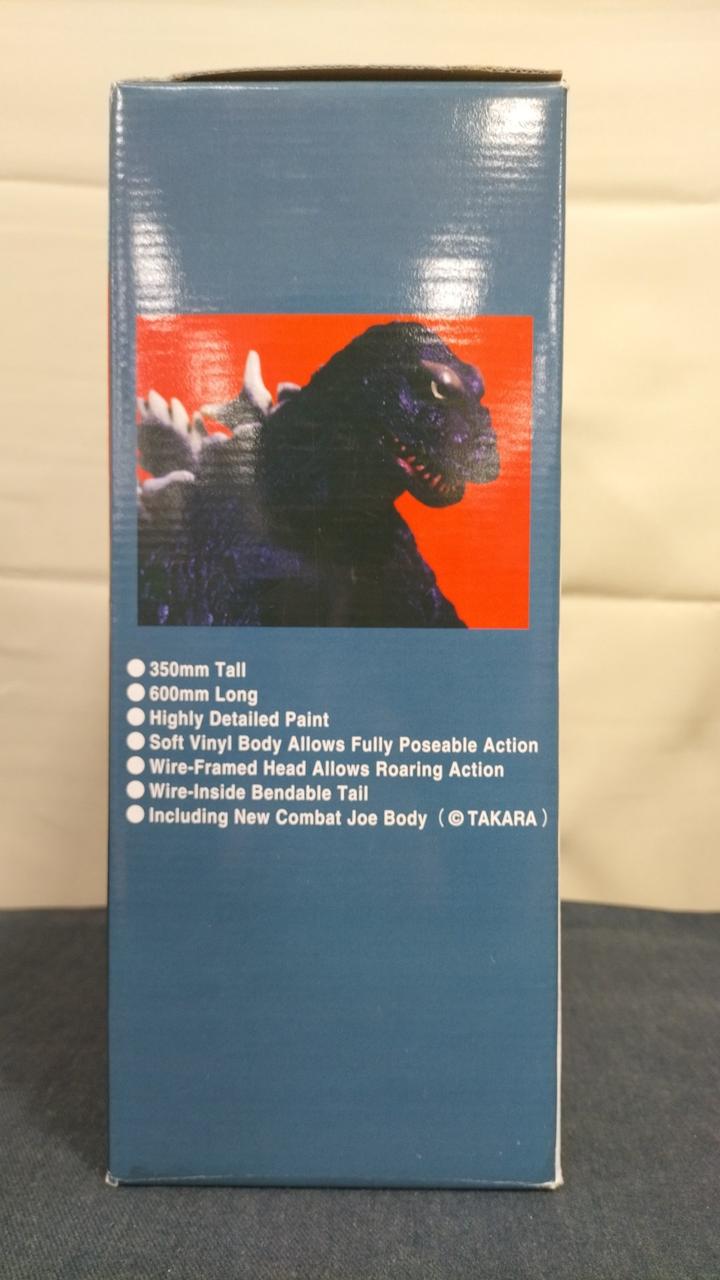 ●350mm Tall
●600mm Long
●Highly Detailed Paint
●Soft Vinyl Body Allows Fully Poseable Action
●Wire-Framed Head Allows Roaring Action
●Wire-Inside Bendable Tail
●Including New Combat Joe Body （© TAKARA）